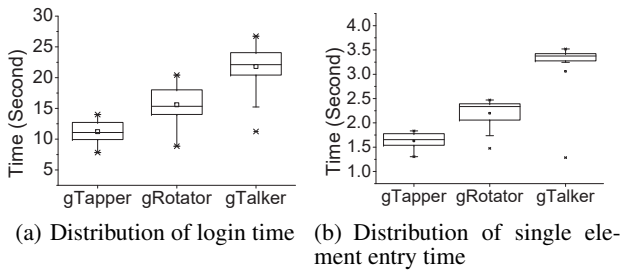 Time (Second)
30
25
20
15
10
5
gTapper gRotator gTalker
(a) Distribution of login time
Time (Second)
4.0
3.5
3.0
2.5
2.0
1.5
1.0
gTapper gRotator gTalker
(b) Distribution of single ele-
ment entry time